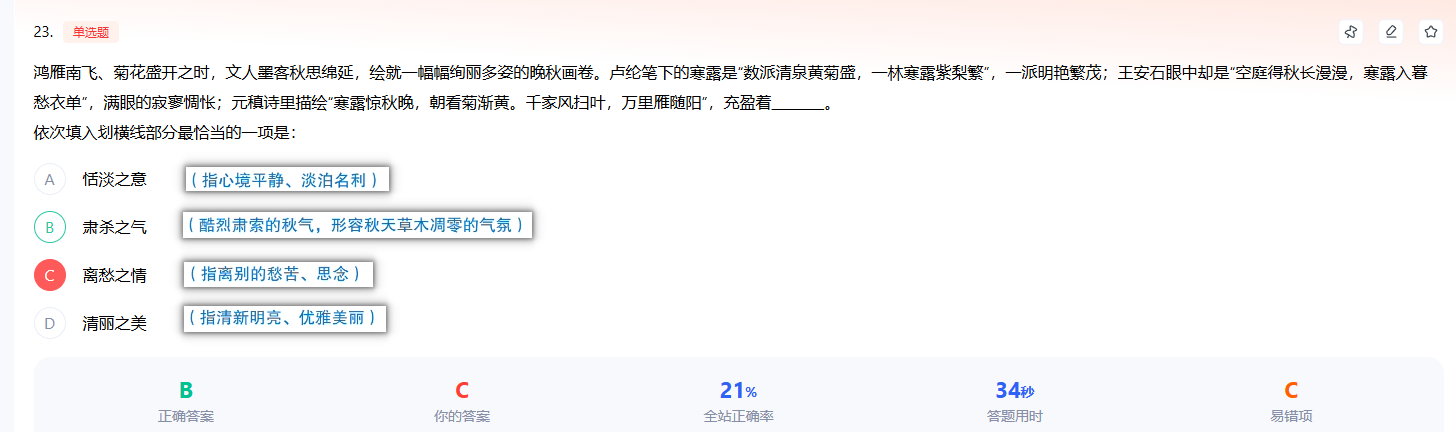 23. 单选题
鸿雁南飞、菊花盛开之时，文人墨客秋思绵延，绘就一幅幅绚丽多姿的晚秋画卷。卢纶笔下的寒露是“数派清泉黄菊盛，一林寒露紫梨繁”，一派明艳繁茂；王安石眼中却是“空庭得秋长漫漫，寒露入暮
愁衣单”，满眼的寂寥惆怅；元稹诗里描绘“寒露惊秋晚，朝看菊渐黄。千家风扫叶，万里雁随阳”，充盈着_______。
依次填入划横线部分最恰当的一项是：
A 恬淡之意 （指心境平静、淡泊名利）
B 肃杀之气 （酷烈肃索的秋气，形容秋天草木凋零的气氛）
C 离愁之情 （指离别的愁苦、思念）
D 清丽之美 （指清新明亮、优雅美丽）
B C 21% 34秒 C
正确答案 你的答案 全站正确率 答题用时 易错项